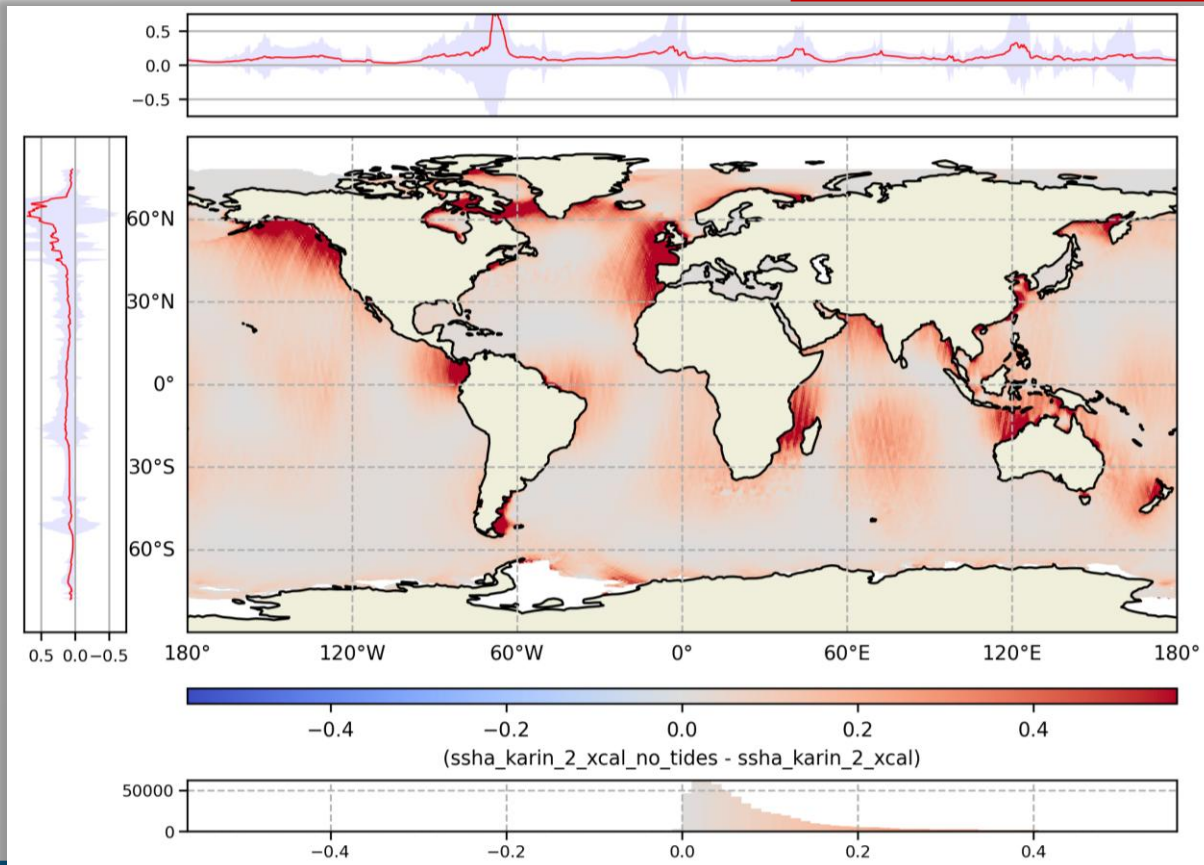 0.5
0.0
−0.5
60°N
30°N
0°
30°S
60°S
0.5 0.0 −0.5
180° 120°W 60°W 0° 60°E 120°E 180°
−0.4 −0.2 0.0 0.2 0.4
(ssha_karin_2_xcal_no_tides - ssha_karin_2_xcal)
50000
0
−0.4 −0.2 0.0 0.2 0.4